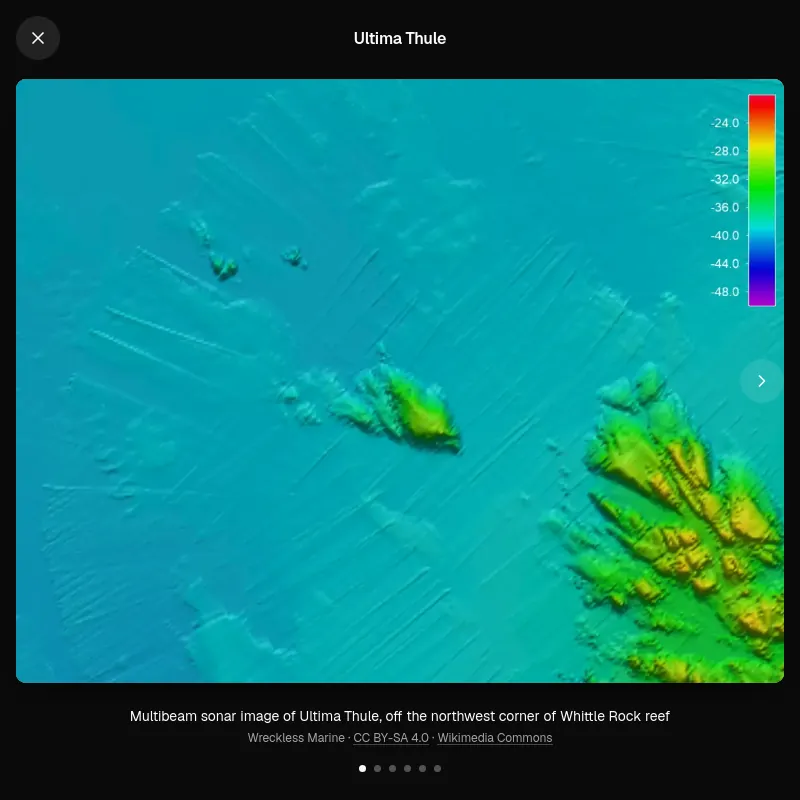 Ultima Thule
-24.0
-28.0
-32.0
-36.0
-40.0
-44.0
-48.0
Multibeam sonar image of Ultima Thule, off the northwest corner of Whittle Rock reef
Wreckless Marine · CC BY-SA 4.0 · Wikimedia Commons